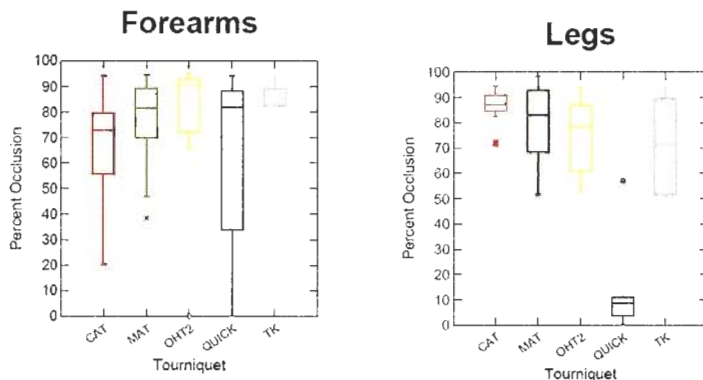 Forearms
Percent Occlusion
100
90
80
70
60
50
40
30
20
10
0
CAT
MAT
OHT2
QUICK
TK
Tourniquet
Legs
Percent Occlusion
100
90
80
70
60
50
40
30
20
10
0
CAT
MAT
OHT2
QUICK
TK
Tourniquet